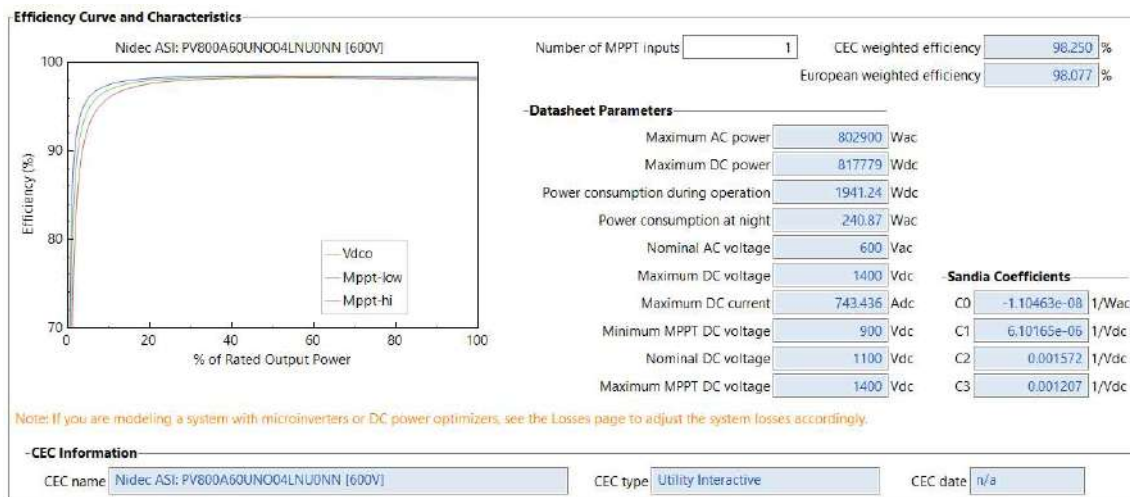 Efficiency Curve and Characteristics
Nidec ASI: PV800A60UNO04LNU0NN [600V]
100
90
80
70
Efficiency (%)
0 20 40 60 80 100
% of Rated Output Power
Vdco
Mppt-low
Mppt-hi
Number of MPPT inputs 1
CEC weighted efficiency 98.250 %
European weighted efficiency 98.077 %
Datasheet Parameters
Maximum AC power 802900 Wac
Maximum DC power 817779 Wdc
Power consumption during operation 1941.24 Wdc
Power consumption at night 240.87 Wac
Nominal AC voltage 600 Vac
Maximum DC voltage 1400 Vdc
Maximum DC current 743.436 Adc
Minimum MPPT DC voltage 900 Vdc
Nominal DC voltage 1100 Vdc
Maximum MPPT DC voltage 1400 Vdc
Sandia Coefficients
C0 -1.10463e-08 1/Wac
C1 6.10165e-06 1/Vdc
C2 0.001572 1/Vdc
C3 0.001207 1/Vdc
Note: If you are modeling a system with microinverters or DC power optimizers, see the Losses page to adjust the system losses accordingly.
CEC Information
CEC name Nidec ASI: PV800A60UNO04LNU0NN [600V]
CEC type Utility Interactive
CEC date n/a